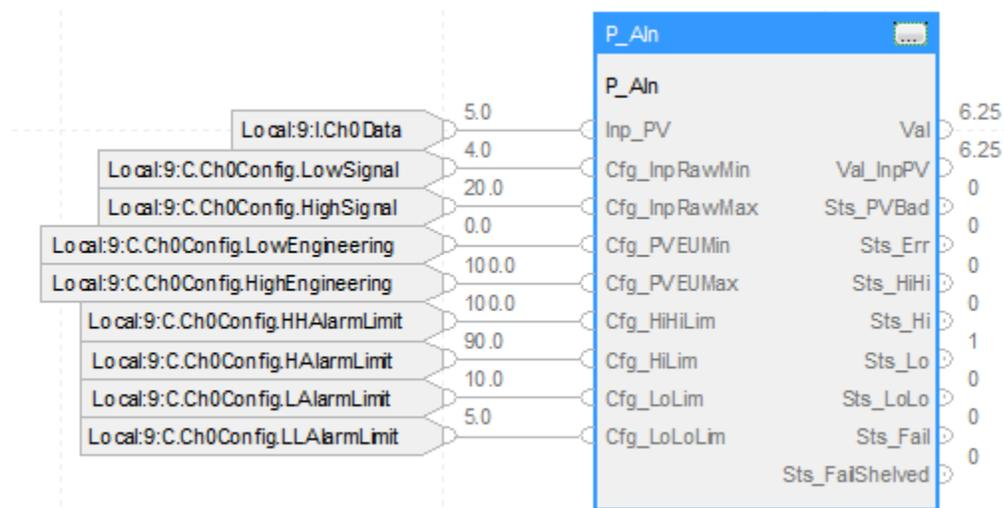 P_AIn
...
P_AIn
Local:9:I.Ch0Data 5.0 Inp_PV Val 6.25
Local:9:C.Ch0Config.LowSignal 4.0 Cfg_InpRawMin Val_InpPV 6.25
Local:9:C.Ch0Config.HighSignal 20.0 Cfg_InpRawMax Sts_PVBad 0
Local:9:C.Ch0Config.LowEngineering 0.0 Cfg_PVEUMin Sts_Err 0
Local:9:C.Ch0Config.HighEngineering 100.0 Cfg_PVEUMax Sts_HiHi 0
Local:9:C.Ch0Config.HHAlarmLimit 100.0 Cfg_HiHiLim Sts_Hi 0
Local:9:C.Ch0Config.HAlarmLimit 90.0 Cfg_HiLim Sts_Lo 1
Local:9:C.Ch0Config.LAlarmLimit 10.0 Cfg_LoLim Sts_LoLo 0
Local:9:C.Ch0Config.LLAlarmLimit 5.0 Cfg_LoLoLim Sts_Fail 0
Sts_FailShelved 0